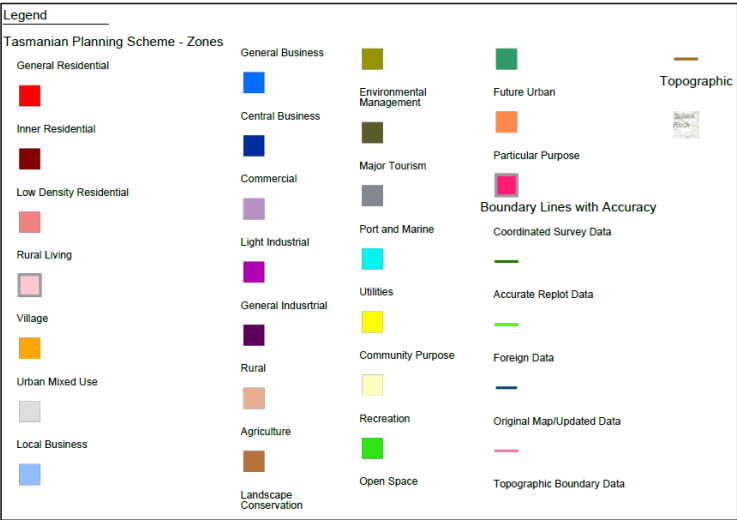 Legend
Tasmanian Planning Scheme - Zones
General Residential
Inner Residential
Low Density Residential
Rural Living
Village
Urban Mixed Use
Local Business
General Business
Central Business
Commercial
Light Industrial
General Indusrtrial
Rural
Agriculture
Landscape
Conservation
Environmental
Management
Major Tourism
Port and Marine
Utilities
Community Purpose
Recreation
Open Space
Future Urban
Particular Purpose
Boundary Lines with Accuracy
Coordinated Survey Data
Accurate Replot Data
Foreign Data
Original Map/Updated Data
Topographic Boundary Data
Topographic
Rock